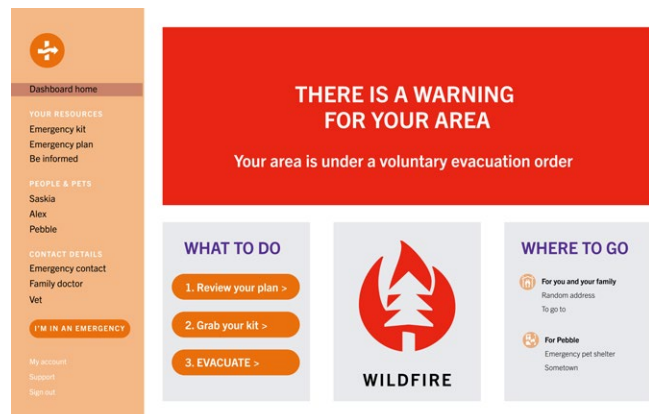 Dashboard home
YOUR RESOURCES
Emergency kit
Emergency plan
Be informed
PEOPLE & PETS
Saskia
Alex
Pebble
CONTACT DETAILS
Emergency contact
Family doctor
Vet
I'M IN AN EMERGENCY
My account
Support
Sign out
THERE IS A WARNING
FOR YOUR AREA
Your area is under a voluntary evacuation order
WHAT TO DO
1. Review your plan >
2. Grab your kit >
3. EVACUATE >
WILDFIRE
WHERE TO GO
For you and your family
Random address
To go to
For Pebble
Emergency pet shelter
Sometown